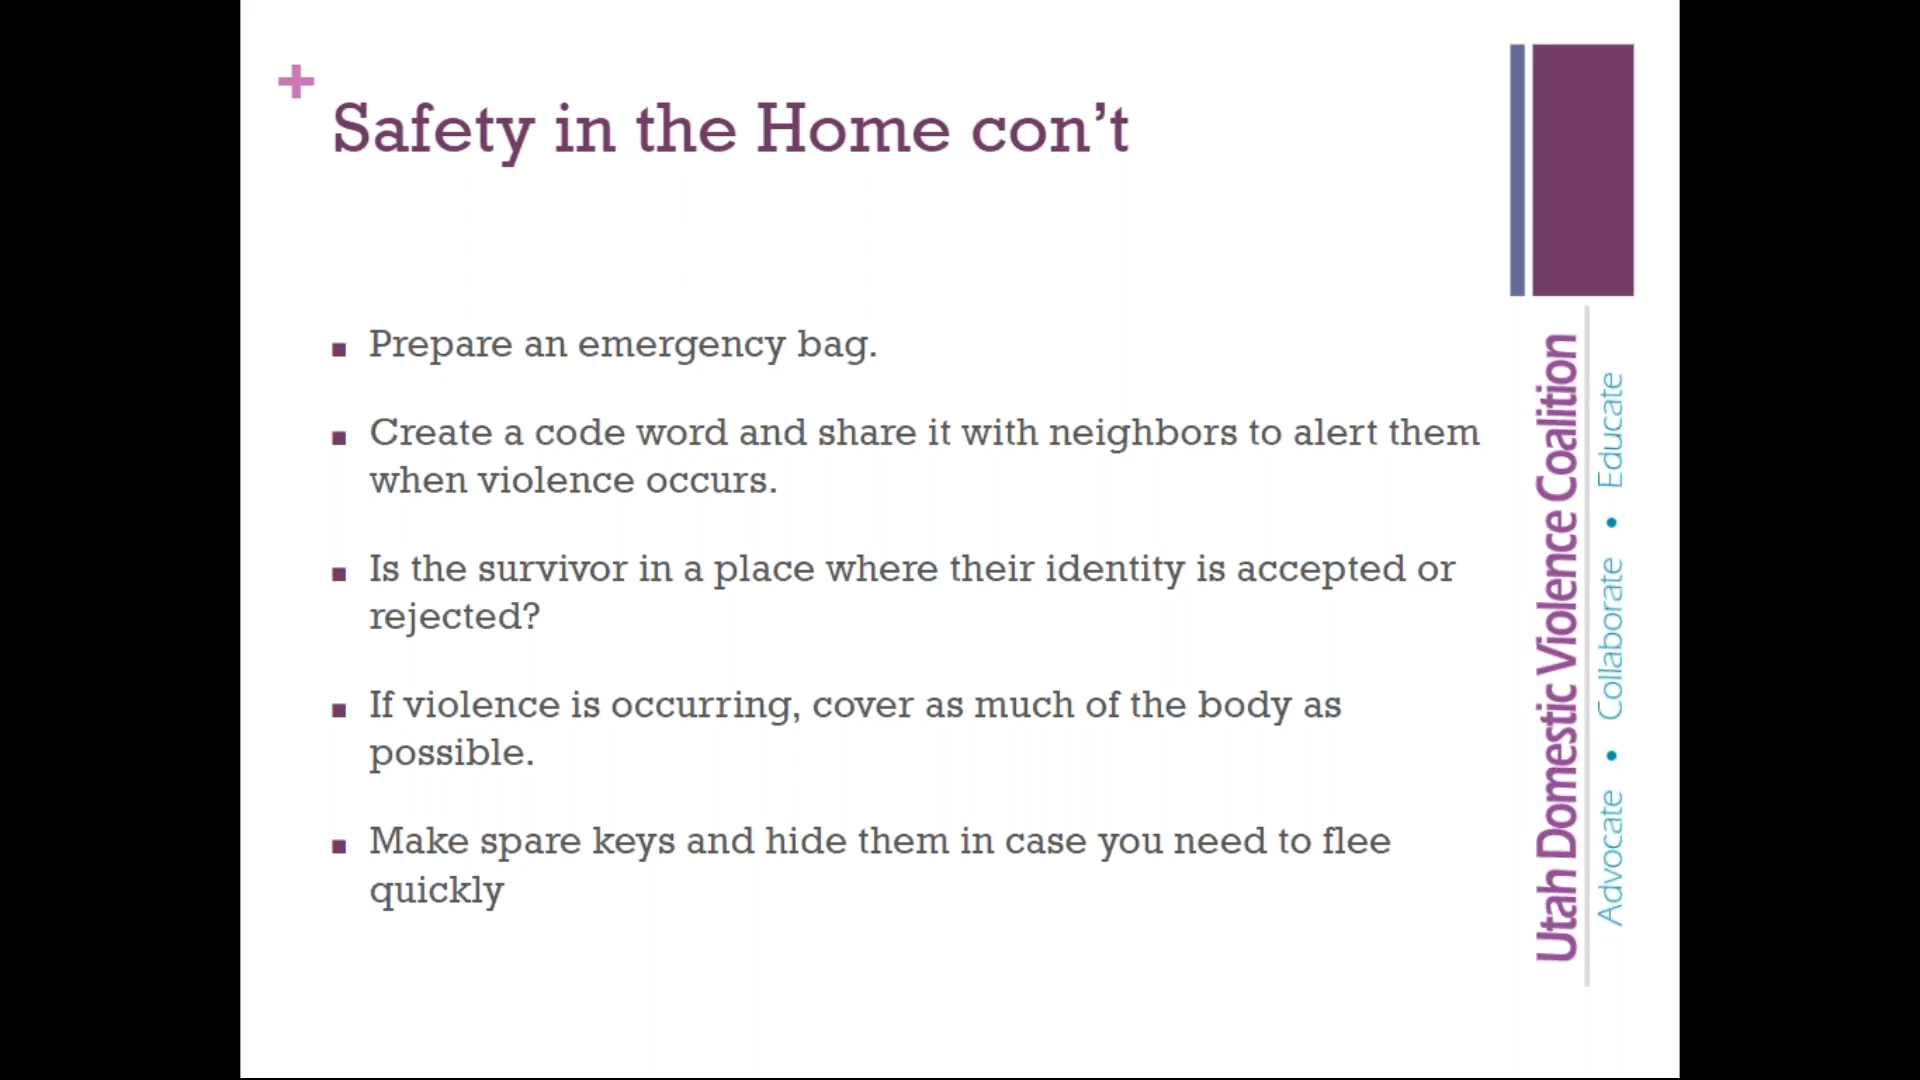 +
Safety in the Home con’t
▪ Prepare an emergency bag.
▪ Create a code word and share it with neighbors to alert them
when violence occurs.
▪ Is the survivor in a place where their identity is accepted or
rejected?
▪ If violence is occurring, cover as much of the body as
possible.
▪ Make spare keys and hide them in case you need to flee
quickly
Utah Domestic Violence Coalition
Advocate • Collaborate • Educate